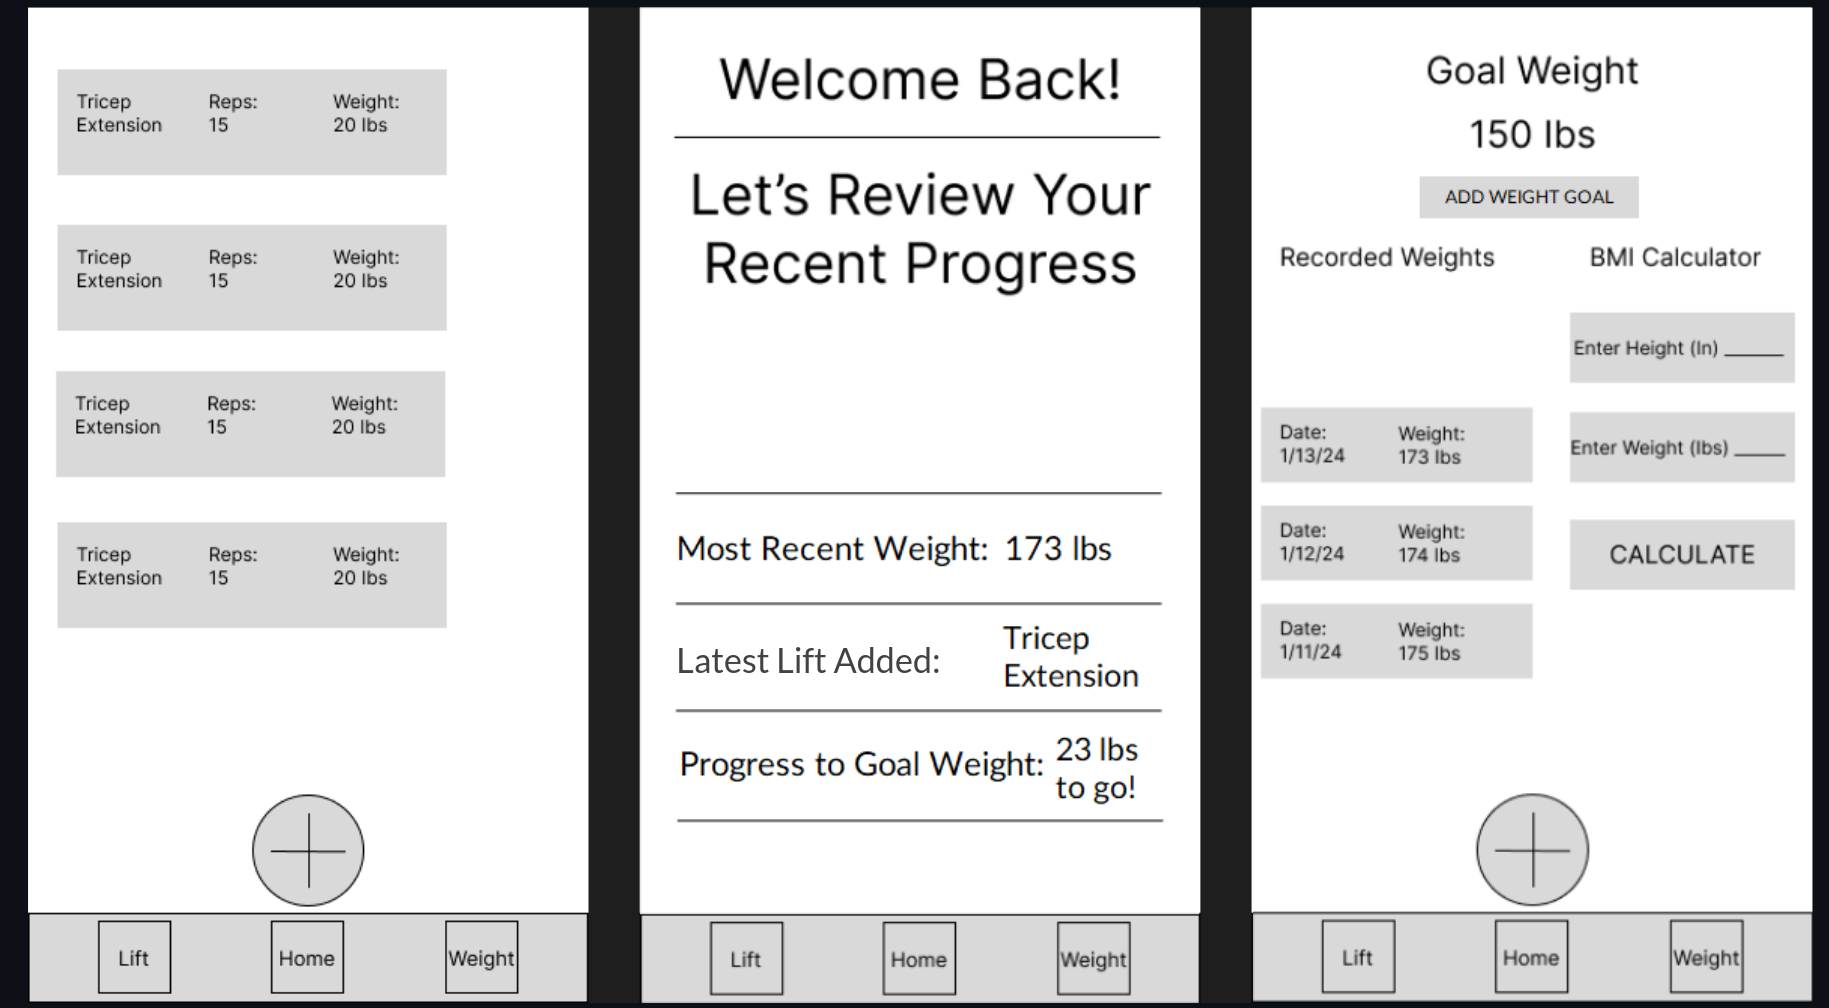 Tricep Reps: Weight:
Extension 15 20 lbs
Tricep Reps: Weight:
Extension 15 20 lbs
Tricep Reps: Weight:
Extension 15 20 lbs
Tricep Reps: Weight:
Extension 15 20 lbs
Lift Home Weight
Welcome Back!
Let's Review Your
Recent Progress
Most Recent Weight: 173 lbs
Latest Lift Added: Tricep
Extension
Progress to Goal Weight: 23 lbs
to go!
Lift Home Weight
Goal Weight
150 lbs
ADD WEIGHT GOAL
Recorded Weights
Date: Weight:
1/13/24 173 lbs
Date: Weight:
1/12/24 174 lbs
Date: Weight:
1/11/24 175 lbs
BMI Calculator
Enter Height (In) _____
Enter Weight (lbs) ____
CALCULATE
Lift Home Weight